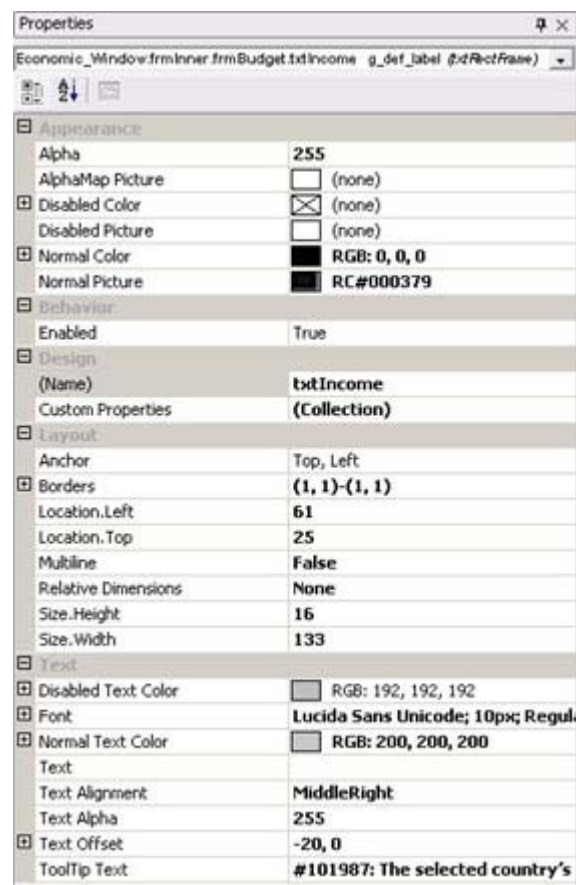 Properties
Economic_Window.frmInner.frmBudget.txtIncome g_def_label (txtRectFrame)
Appearance
Alpha 255
AlphaMap Picture (none)
Disabled Color (none)
Disabled Picture (none)
Normal Color RGB: 0, 0, 0
Normal Picture RC#000379
Behavior
Enabled True
Design
(Name) txtIncome
Custom Properties (Collection)
Layout
Anchor Top, Left
Borders (1, 1)-(1, 1)
Location.Left 61
Location.Top 25
Multiline False
Relative Dimensions None
Size.Height 16
Size.Width 133
Text
Disabled Text Color RGB: 192, 192, 192
Font Lucida Sans Unicode; 10px; Regula
Normal Text Color RGB: 200, 200, 200
Text
Text Alignment MiddleRight
Text Alpha 255
Text Offset -20, 0
ToolTip Text #101987: The selected country's